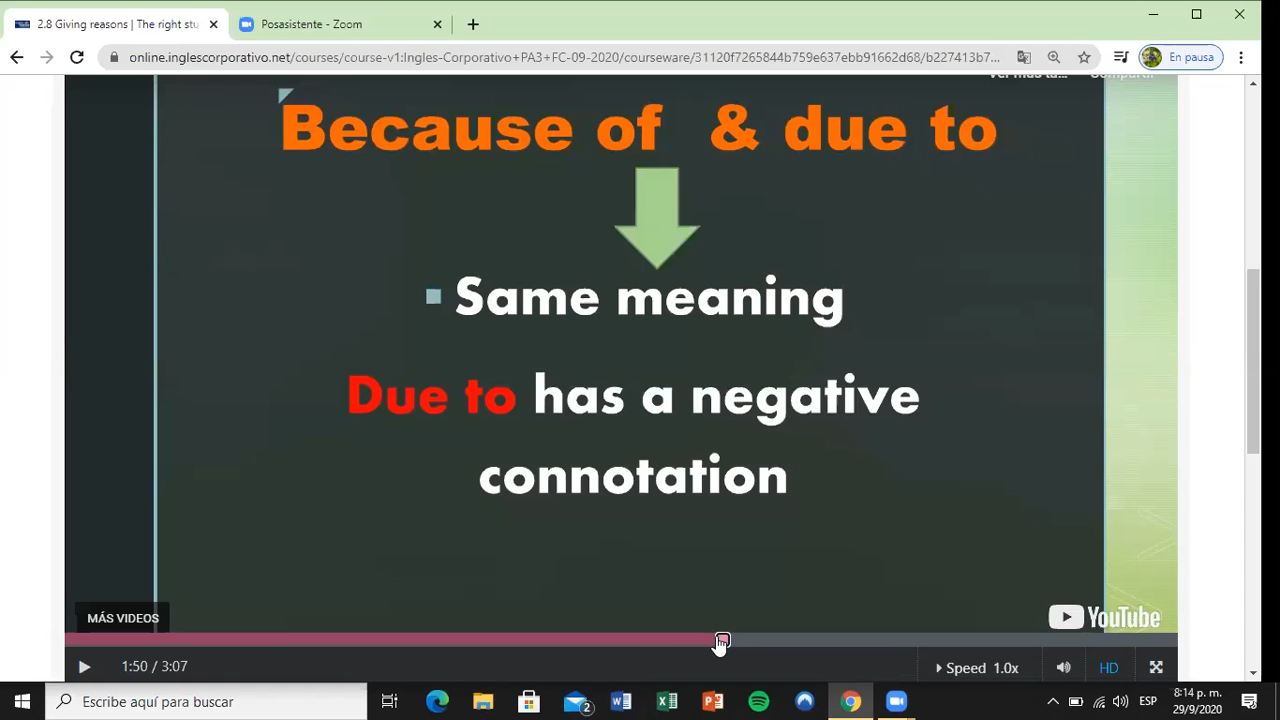 2.8 Giving reasons | The right stu
Posasistente - Zoom
online.inglescorporativo.net/courses/course-v1:Ingles_Corporativo+PA3+FC-09-2020/courseware/31120f7265844b759e637ebb91662d68/b227413b7...
En pausa
Because of & due to
Same meaning
Due to has a negative
connotation
MÁS VIDEOS
YouTube
1:50 / 3:07
Speed 1.0x
HD
Escribe aquí para buscar
2
ESP
8:14 p. m.
29/9/2020